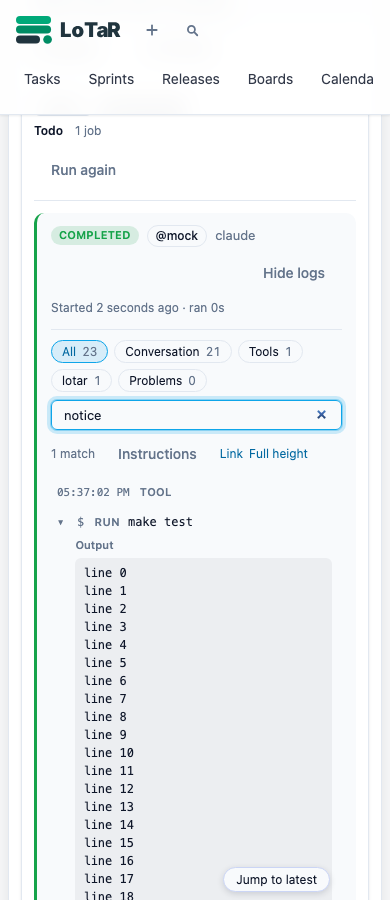 LoTaR
Tasks Sprints Releases Boards Calenda
Todo 1 job
Run again
COMPLETED @mock claude
Hide logs
Started 2 seconds ago · ran 0s
All 23 Conversation 21 Tools 1
lotar 1 Problems 0
notice
1 match Instructions Link Full height
05:37:02 PM TOOL
$ RUN make test
Output
line 0
line 1
line 2
line 3
line 4
line 5
line 6
line 7
line 8
line 9
line 10
line 11
line 12
line 13
line 14
line 15
line 16
line 17
Jump to latest
line 18